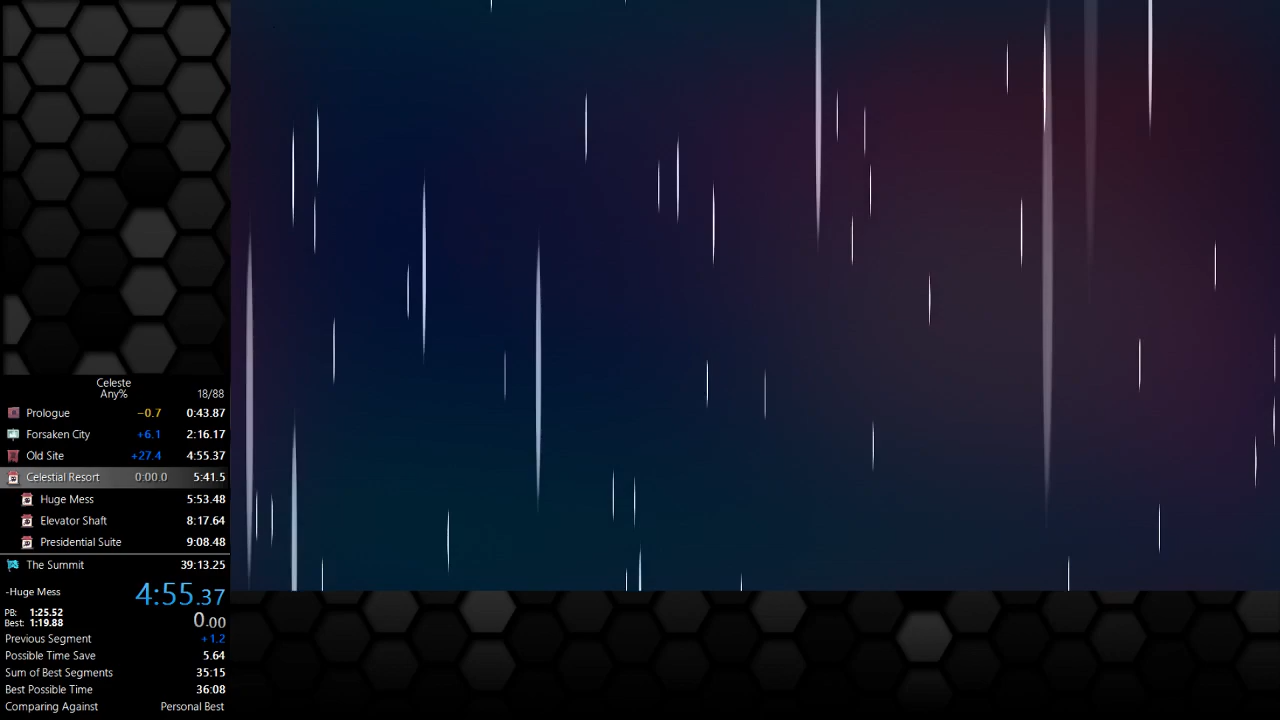 Celeste
Any% 18/88
Prologue −0.7 0:43.87
Forsaken City +6.1 2:16.17
Old Site +27.4 4:55.37
Celestial Resort 0:00.0 5:41.5
Huge Mess 5:53.48
Elevator Shaft 8:17.64
Presidential Suite 9:08.48
The Summit 39:13.25
-Huge Mess 4:55.37
PB: 1:25.52
Best: 1:19.88 0.00
Previous Segment +1.2
Possible Time Save 5.64
Sum of Best Segments 35:15
Best Possible Time 36:08
Comparing Against Personal Best